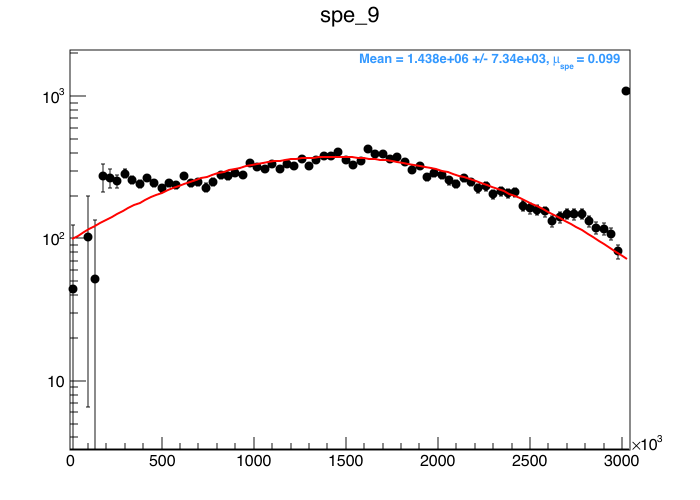 spe_9
Mean = 1.438e+06 +/- 7.34e+03, μspe = 0.099
10³
10²
10
0 500 1000 1500 2000 2500 3000 ×10³